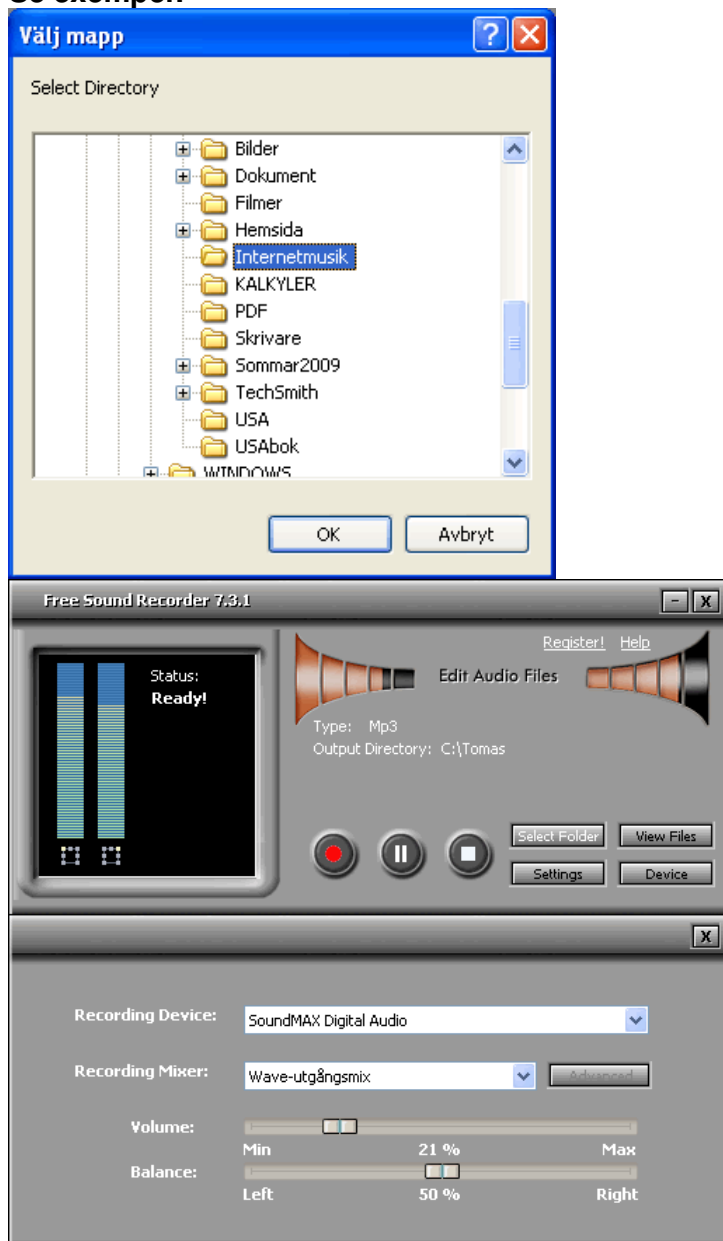 Se exempel!
Välj mapp
Select Directory
Bilder
Dokument
Filmer
Hemsida
Internetmusik
KALKYLER
PDF
Skrivare
Sommar2009
TechSmith
USA
USAbok
WINDOWS
OK Avbryt
Free Sound Recorder 7.3.1
Register! Help
Status:
Ready!
Edit Audio Files
Type: Mp3
Output Directory: C:\Tomas
Select Folder View Files
Settings Device
Recording Device: SoundMAX Digital Audio
Recording Mixer: Wave-utgångsmix Advanced
Volume:
Min 21 % Max
Balance:
Left 50 % Right